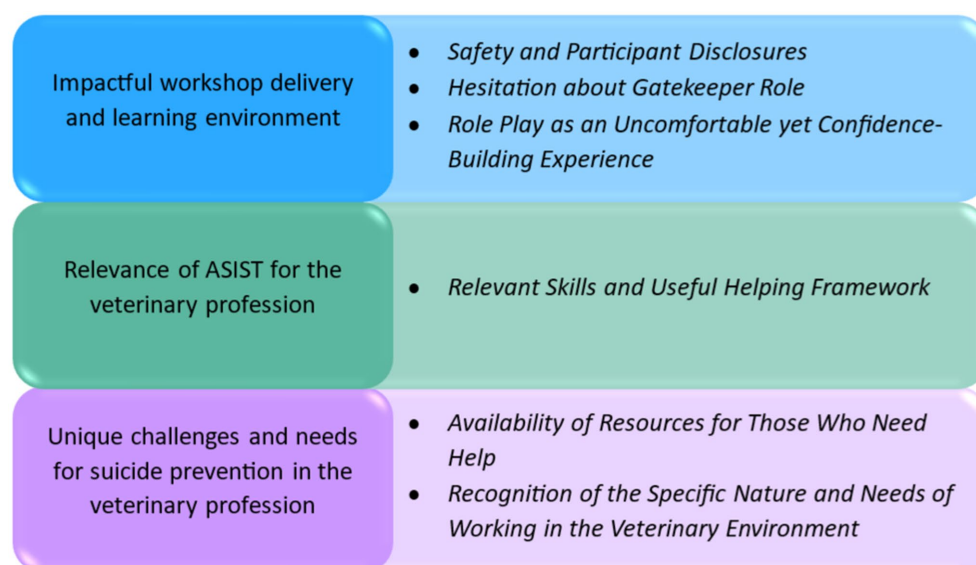 Impactful workshop delivery
and learning environment
• Safety and Participant Disclosures
• Hesitation about Gatekeeper Role
• Role Play as an Uncomfortable yet Confidence-
Building Experience
Relevance of ASIST for the
veterinary profession
• Relevant Skills and Useful Helping Framework
Unique challenges and needs
for suicide prevention in the
veterinary profession
• Availability of Resources for Those Who Need
Help
• Recognition of the Specific Nature and Needs of
Working in the Veterinary Environment